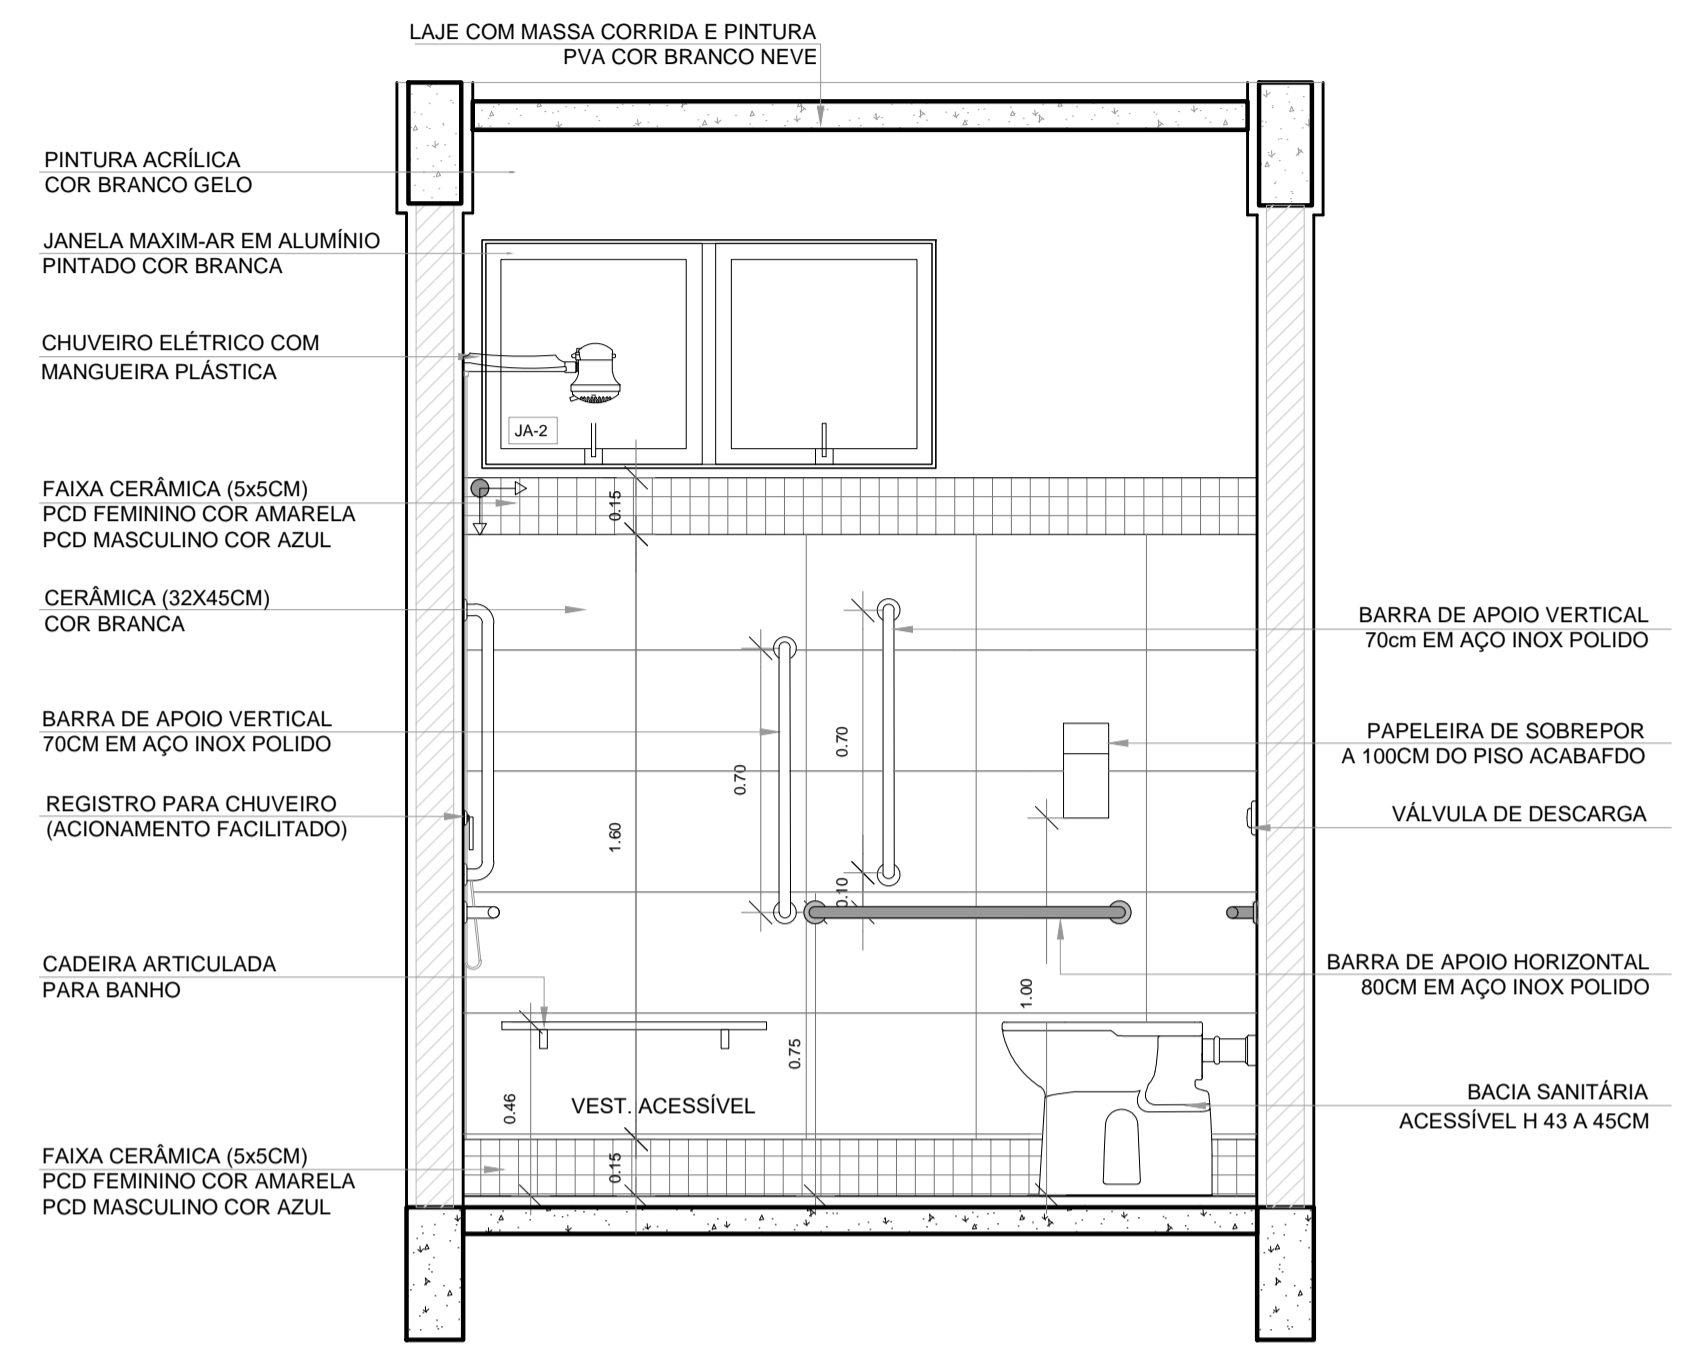 LAJE COM MASSA CORRIDA E PINTURA
PVA COR BRANCO NEVE
PINTURA ACRÍLICA
COR BRANCO GELO
JANELA MAXIM-AR EM ALUMÍNIO
PINTADO COR BRANCA
CHUVEIRO ELÉTRICO COM
MANGUEIRA PLÁSTICA
JA-2
FAIXA CERÂMICA (5x5CM)
PCD FEMININO COR AMARELA
PCD MASCULINO COR AZUL
0.15
CERÂMICA (32X45CM)
COR BRANCA
BARRA DE APOIO VERTICAL
70cm EM AÇO INOX POLIDO
BARRA DE APOIO VERTICAL
70CM EM AÇO INOX POLIDO
0.70
0.70
PAPELEIRA DE SOBREPOR
A 100CM DO PISO ACABAFDO
REGISTRO PARA CHUVEIRO
(ACIONAMENTO FACILITADO)
1.60
VÁLVULA DE DESCARGA
0.10
CADEIRA ARTICULADA
PARA BANHO
1.00
BARRA DE APOIO HORIZONTAL
80CM EM AÇO INOX POLIDO
0.75
0.46
VEST. ACESSÍVEL
BACIA SANITÁRIA
ACESSÍVEL H 43 A 45CM
FAIXA CERÂMICA (5x5CM)
PCD FEMININO COR AMARELA
PCD MASCULINO COR AZUL
0.15